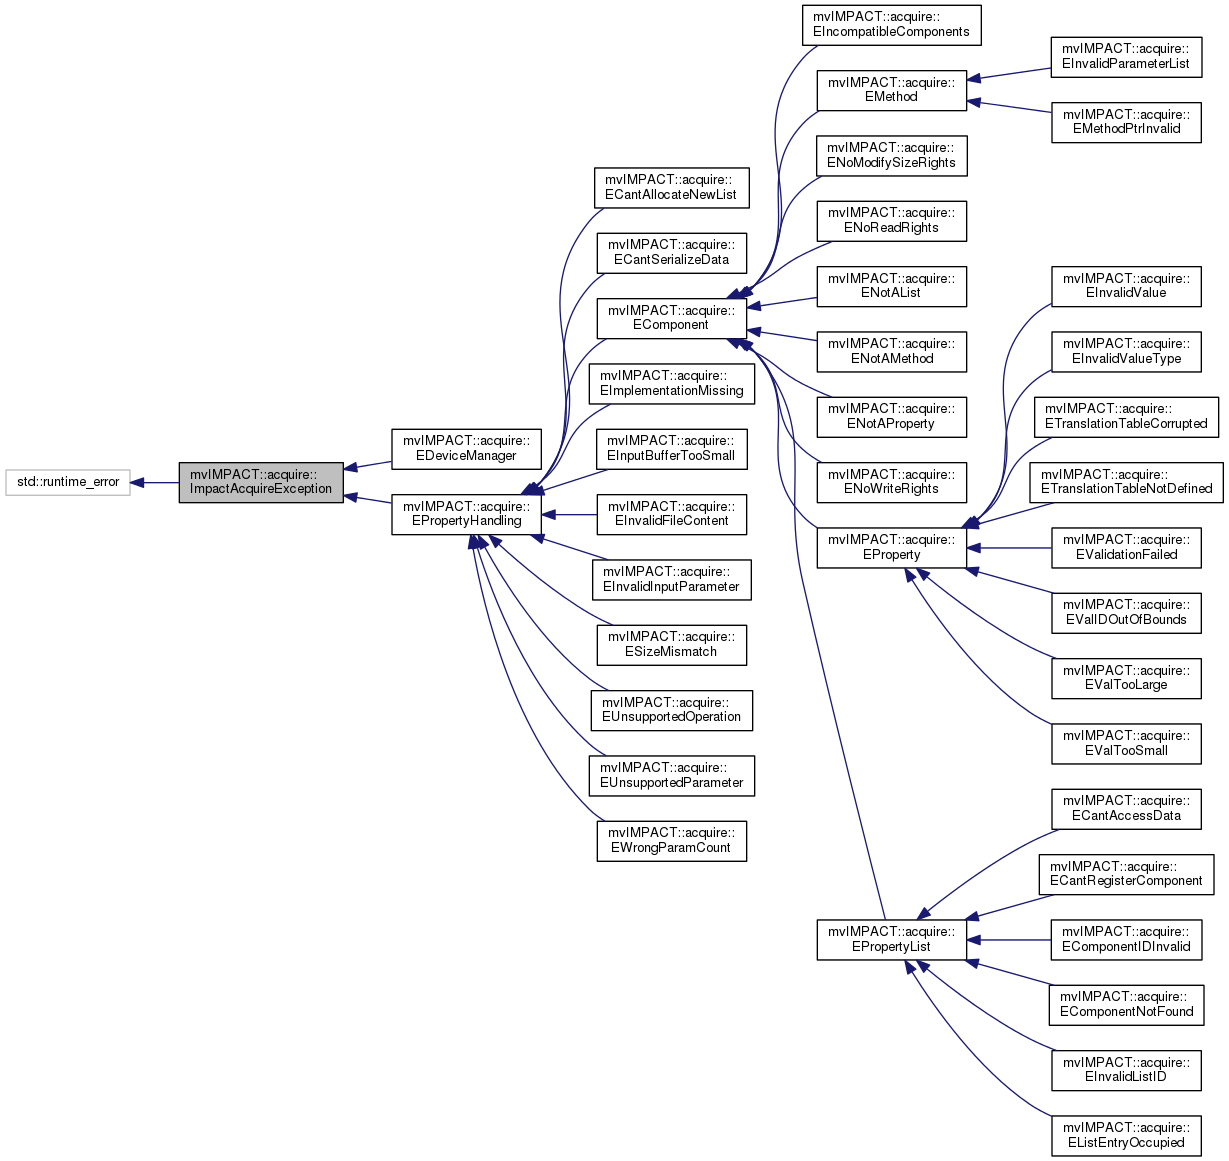 std::runtime_error
mvIMPACT::acquire::
ImpactAcquireException
mvIMPACT::acquire::
EDeviceManager
mvIMPACT::acquire::
EPropertyHandling
mvIMPACT::acquire::
ECantAllocateNewList
mvIMPACT::acquire::
ECantSerializeData
mvIMPACT::acquire::
EComponent
mvIMPACT::acquire::
EImplementationMissing
mvIMPACT::acquire::
EInputBufferTooSmall
mvIMPACT::acquire::
EInvalidFileContent
mvIMPACT::acquire::
EInvalidInputParameter
mvIMPACT::acquire::
ESizeMismatch
mvIMPACT::acquire::
EUnsupportedOperation
mvIMPACT::acquire::
EUnsupportedParameter
mvIMPACT::acquire::
EWrongParamCount
mvIMPACT::acquire::
EIncompatibleComponents
mvIMPACT::acquire::
EMethod
mvIMPACT::acquire::
ENoModifySizeRights
mvIMPACT::acquire::
ENoReadRights
mvIMPACT::acquire::
ENotAList
mvIMPACT::acquire::
ENotAMethod
mvIMPACT::acquire::
ENotAProperty
mvIMPACT::acquire::
ENoWriteRights
mvIMPACT::acquire::
EProperty
mvIMPACT::acquire::
EPropertyList
mvIMPACT::acquire::
EInvalidParameterList
mvIMPACT::acquire::
EMethodPtrInvalid
mvIMPACT::acquire::
EInvalidValue
mvIMPACT::acquire::
EInvalidValueType
mvIMPACT::acquire::
ETranslationTableCorrupted
mvIMPACT::acquire::
ETranslationTableNotDefined
mvIMPACT::acquire::
EValidationFailed
mvIMPACT::acquire::
EValIDOutOfBounds
mvIMPACT::acquire::
EValTooLarge
mvIMPACT::acquire::
EValTooSmall
mvIMPACT::acquire::
ECantAccessData
mvIMPACT::acquire::
ECantRegisterComponent
mvIMPACT::acquire::
EComponentIDInvalid
mvIMPACT::acquire::
EComponentNotFound
mvIMPACT::acquire::
EInvalidListID
mvIMPACT::acquire::
EListEntryOccupied